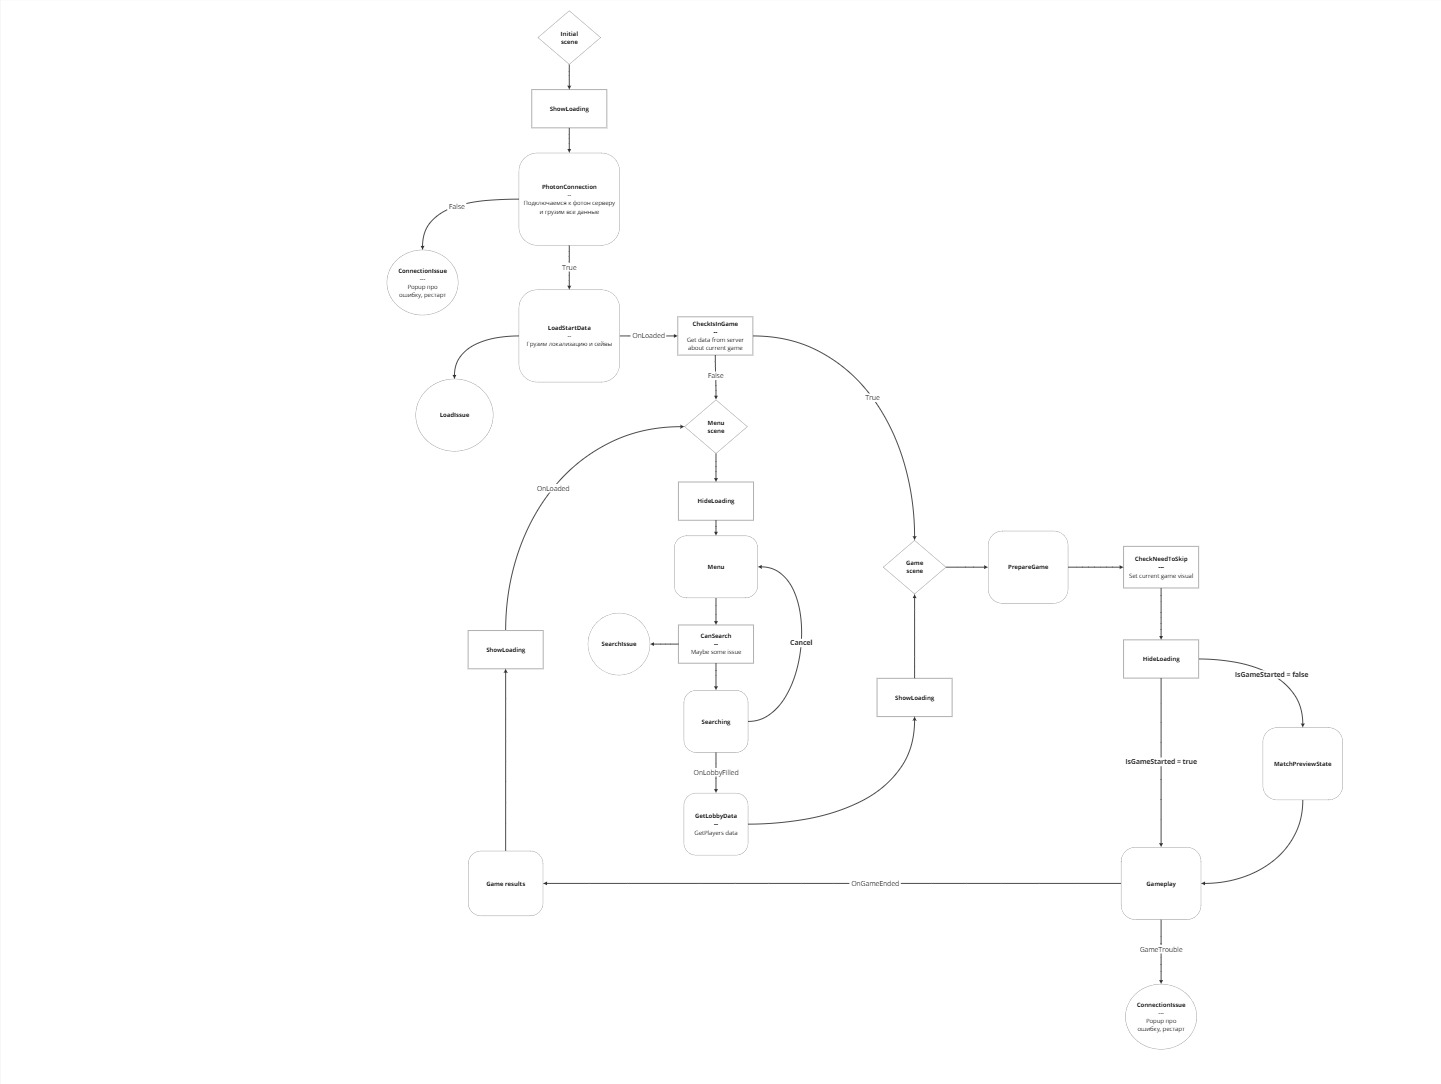 Initial
scene
ShowLoading
PhotonConnection
--
Подключаемся к фотон серверу
и грузим все данные
False
True
ConnectionIssue
---
Popup про
ошибку, рестарт
LoadStartData
--
Грузим локализацию и сейвы
OnLoaded
CheckIsInGame
--
Get data from server
about current game
False
True
LoadIssue
Menu
scene
OnLoaded
HideLoading
Menu
Game
scene
PrepareGame
CheckNeedToSkip
---
Set current game visual
SearchIssue
CanSearch
--
Maybe some issue
Cancel
ShowLoading
HideLoading
IsGameStarted = false
ShowLoading
Searching
OnLobbyFilled
IsGameStarted = true
MatchPreviewState
GetLobbyData
--
GetPlayers data
Game results
OnGameEnded
Gameplay
GameTrouble
ConnectionIssue
---
Popup про
ошибку, рестарт